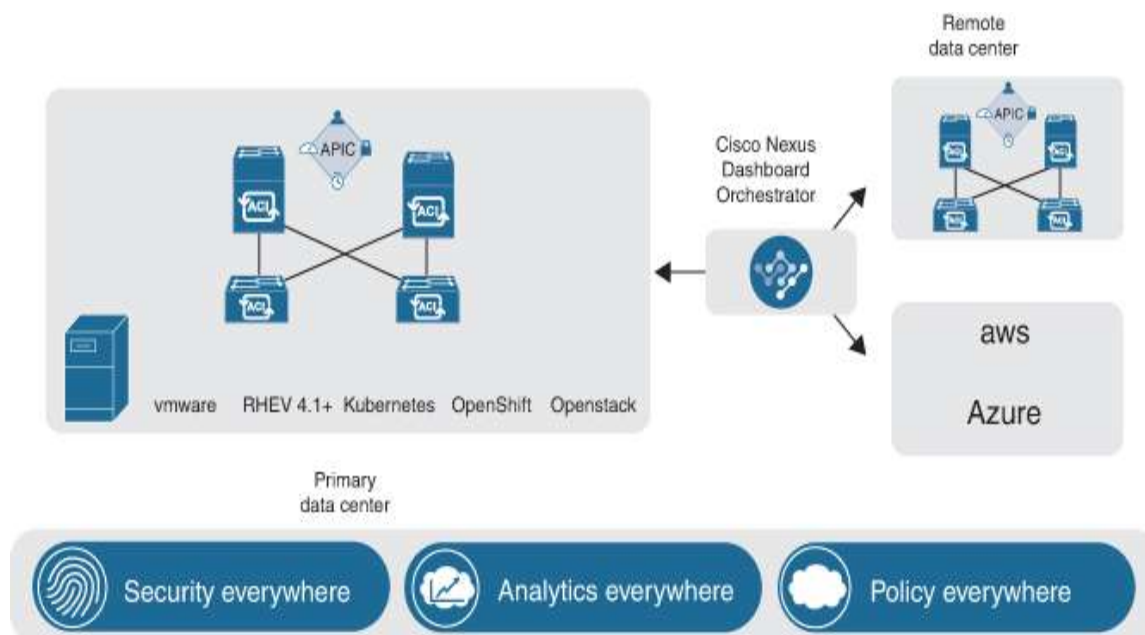 Remote
data center
APIC
APIC
Cisco Nexus
Dashboard
Orchestrator
ACI
ACI
ACI
ACI
aws
Azure
vmware RHEV 4.1+ Kubernetes OpenShift Openstack
Primary
data center
Security everywhere
Analytics everywhere
Policy everywhere